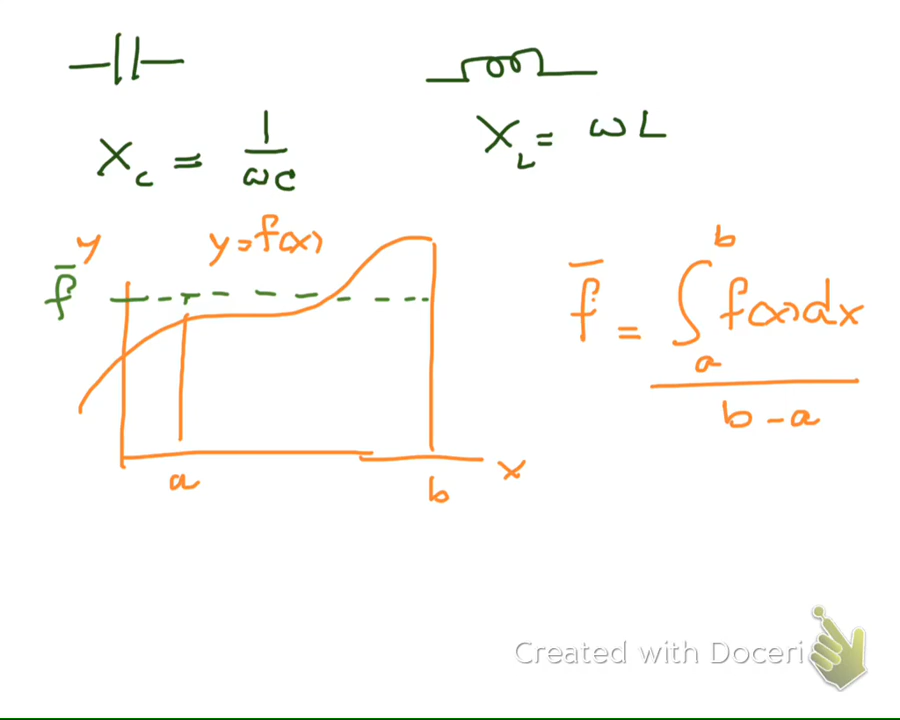 X_C = 1/ωC
X_L = ωL
y
y=f(x)
f̄
f̄ = ∫_a^b f(x)dx / b-a
a
b
x
Created with Doceri